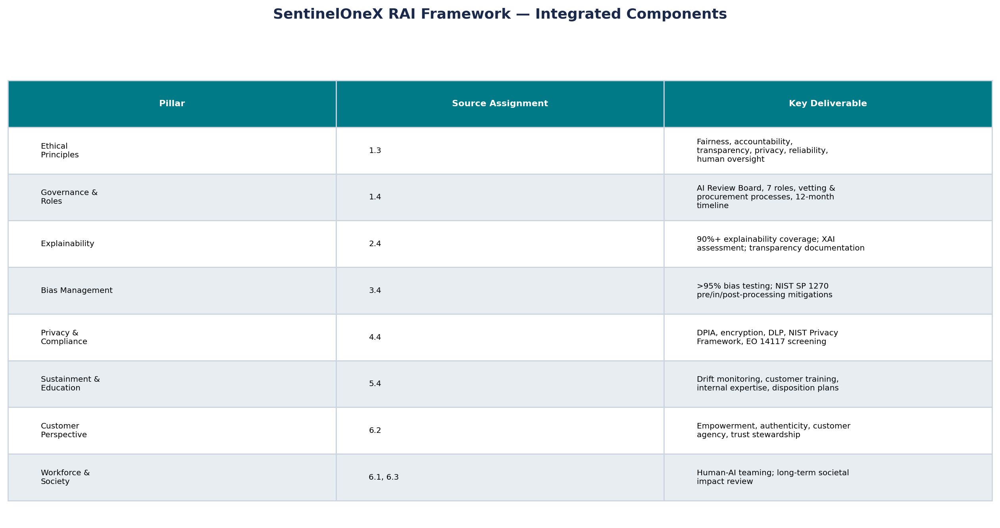 SentinelOneX RAI Framework — Integrated Components
Pillar
Source Assignment
Key Deliverable
Ethical
Principles
1.3
Fairness, accountability,
transparency, privacy, reliability,
human oversight
Governance &
Roles
1.4
AI Review Board, 7 roles, vetting &
procurement processes, 12-month
timeline
Explainability
2.4
90%+ explainability coverage; XAI
assessment; transparency documentation
Bias Management
3.4
>95% bias testing; NIST SP 1270
pre/in/post-processing mitigations
Privacy &
Compliance
4.4
DPIA, encryption, DLP, NIST Privacy
Framework, EO 14117 screening
Sustainment &
Education
5.4
Drift monitoring, customer training,
internal expertise, disposition plans
Customer
Perspective
6.2
Empowerment, authenticity, customer
agency, trust stewardship
Workforce &
Society
6.1, 6.3
Human-AI teaming; long-term societal
impact review